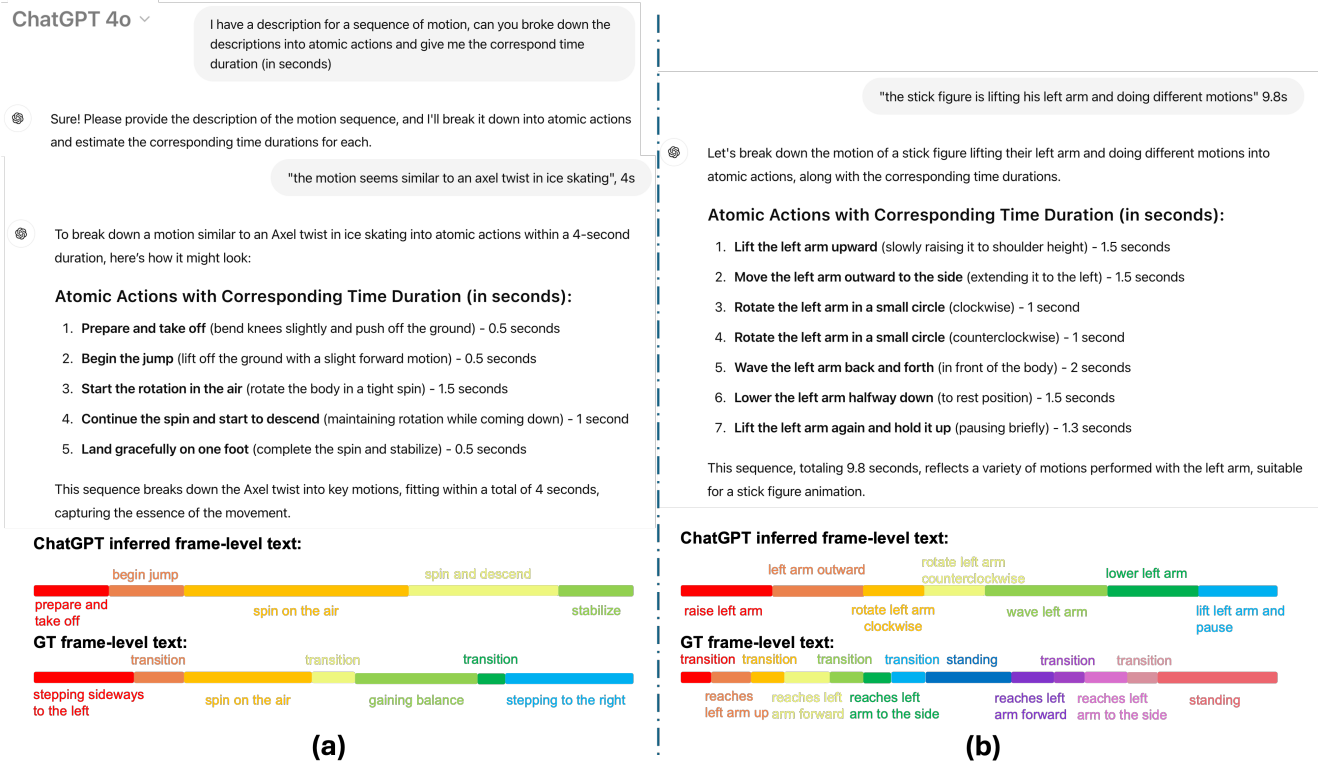 ChatGPT 4o
I have a description for a sequence of motion, can you broke down the
descriptions into atomic actions and give me the correspond time
duration (in seconds)
Sure! Please provide the description of the motion sequence, and I'll break it down into atomic actions
and estimate the corresponding time durations for each.
"the motion seems similar to an axel twist in ice skating", 4s
To break down a motion similar to an Axel twist in ice skating into atomic actions within a 4-second
duration, here's how it might look:
Atomic Actions with Corresponding Time Duration (in seconds):
1. Prepare and take off (bend knees slightly and push off the ground) - 0.5 seconds
2. Begin the jump (lift off the ground with a slight forward motion) - 0.5 seconds
3. Start the rotation in the air (rotate the body in a tight spin) - 1.5 seconds
4. Continue the spin and start to descend (maintaining rotation while coming down) - 1 second
5. Land gracefully on one foot (complete the spin and stabilize) - 0.5 seconds
This sequence breaks down the Axel twist into key motions, fitting within a total of 4 seconds,
capturing the essence of the movement.
ChatGPT inferred frame-level text:
begin jump
spin and descend
prepare and
take off
spin on the air
stabilize
GT frame-level text:
transition
transition
transition
stepping sideways
to the left
spin on the air
gaining balance
stepping to the right
(a)
"the stick figure is lifting his left arm and doing different motions" 9.8s
Let's break down the motion of a stick figure lifting their left arm and doing different motions into
atomic actions, along with the corresponding time durations.
Atomic Actions with Corresponding Time Duration (in seconds):
1. Lift the left arm upward (slowly raising it to shoulder height) - 1.5 seconds
2. Move the left arm outward to the side (extending it to the left) - 1.5 seconds
3. Rotate the left arm in a small circle (clockwise) - 1 second
4. Rotate the left arm in a small circle (counterclockwise) - 1 second
5. Wave the left arm back and forth (in front of the body) - 2 seconds
6. Lower the left arm halfway down (to rest position) - 1.5 seconds
7. Lift the left arm again and hold it up (pausing briefly) - 1.3 seconds
This sequence, totaling 9.8 seconds, reflects a variety of motions performed with the left arm, suitable
for a stick figure animation.
ChatGPT inferred frame-level text:
left arm outward
rotate left arm
counterclockwise
lower left arm
raise left arm
rotate left arm
clockwise
wave left arm
lift left arm and
pause
GT frame-level text:
transition
transition
transition
transition
standing
transition
transition
reaches
left arm up
reaches left
arm forward
reaches left
arm to the side
reaches left
arm forward
reaches left
arm to the side
standing
(b)